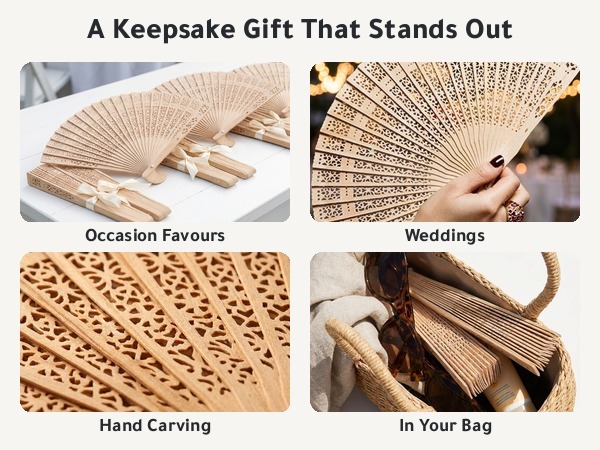 A Keepsake Gift That Stands Out
Occasion Favours
Weddings
Hand Carving
In Your Bag